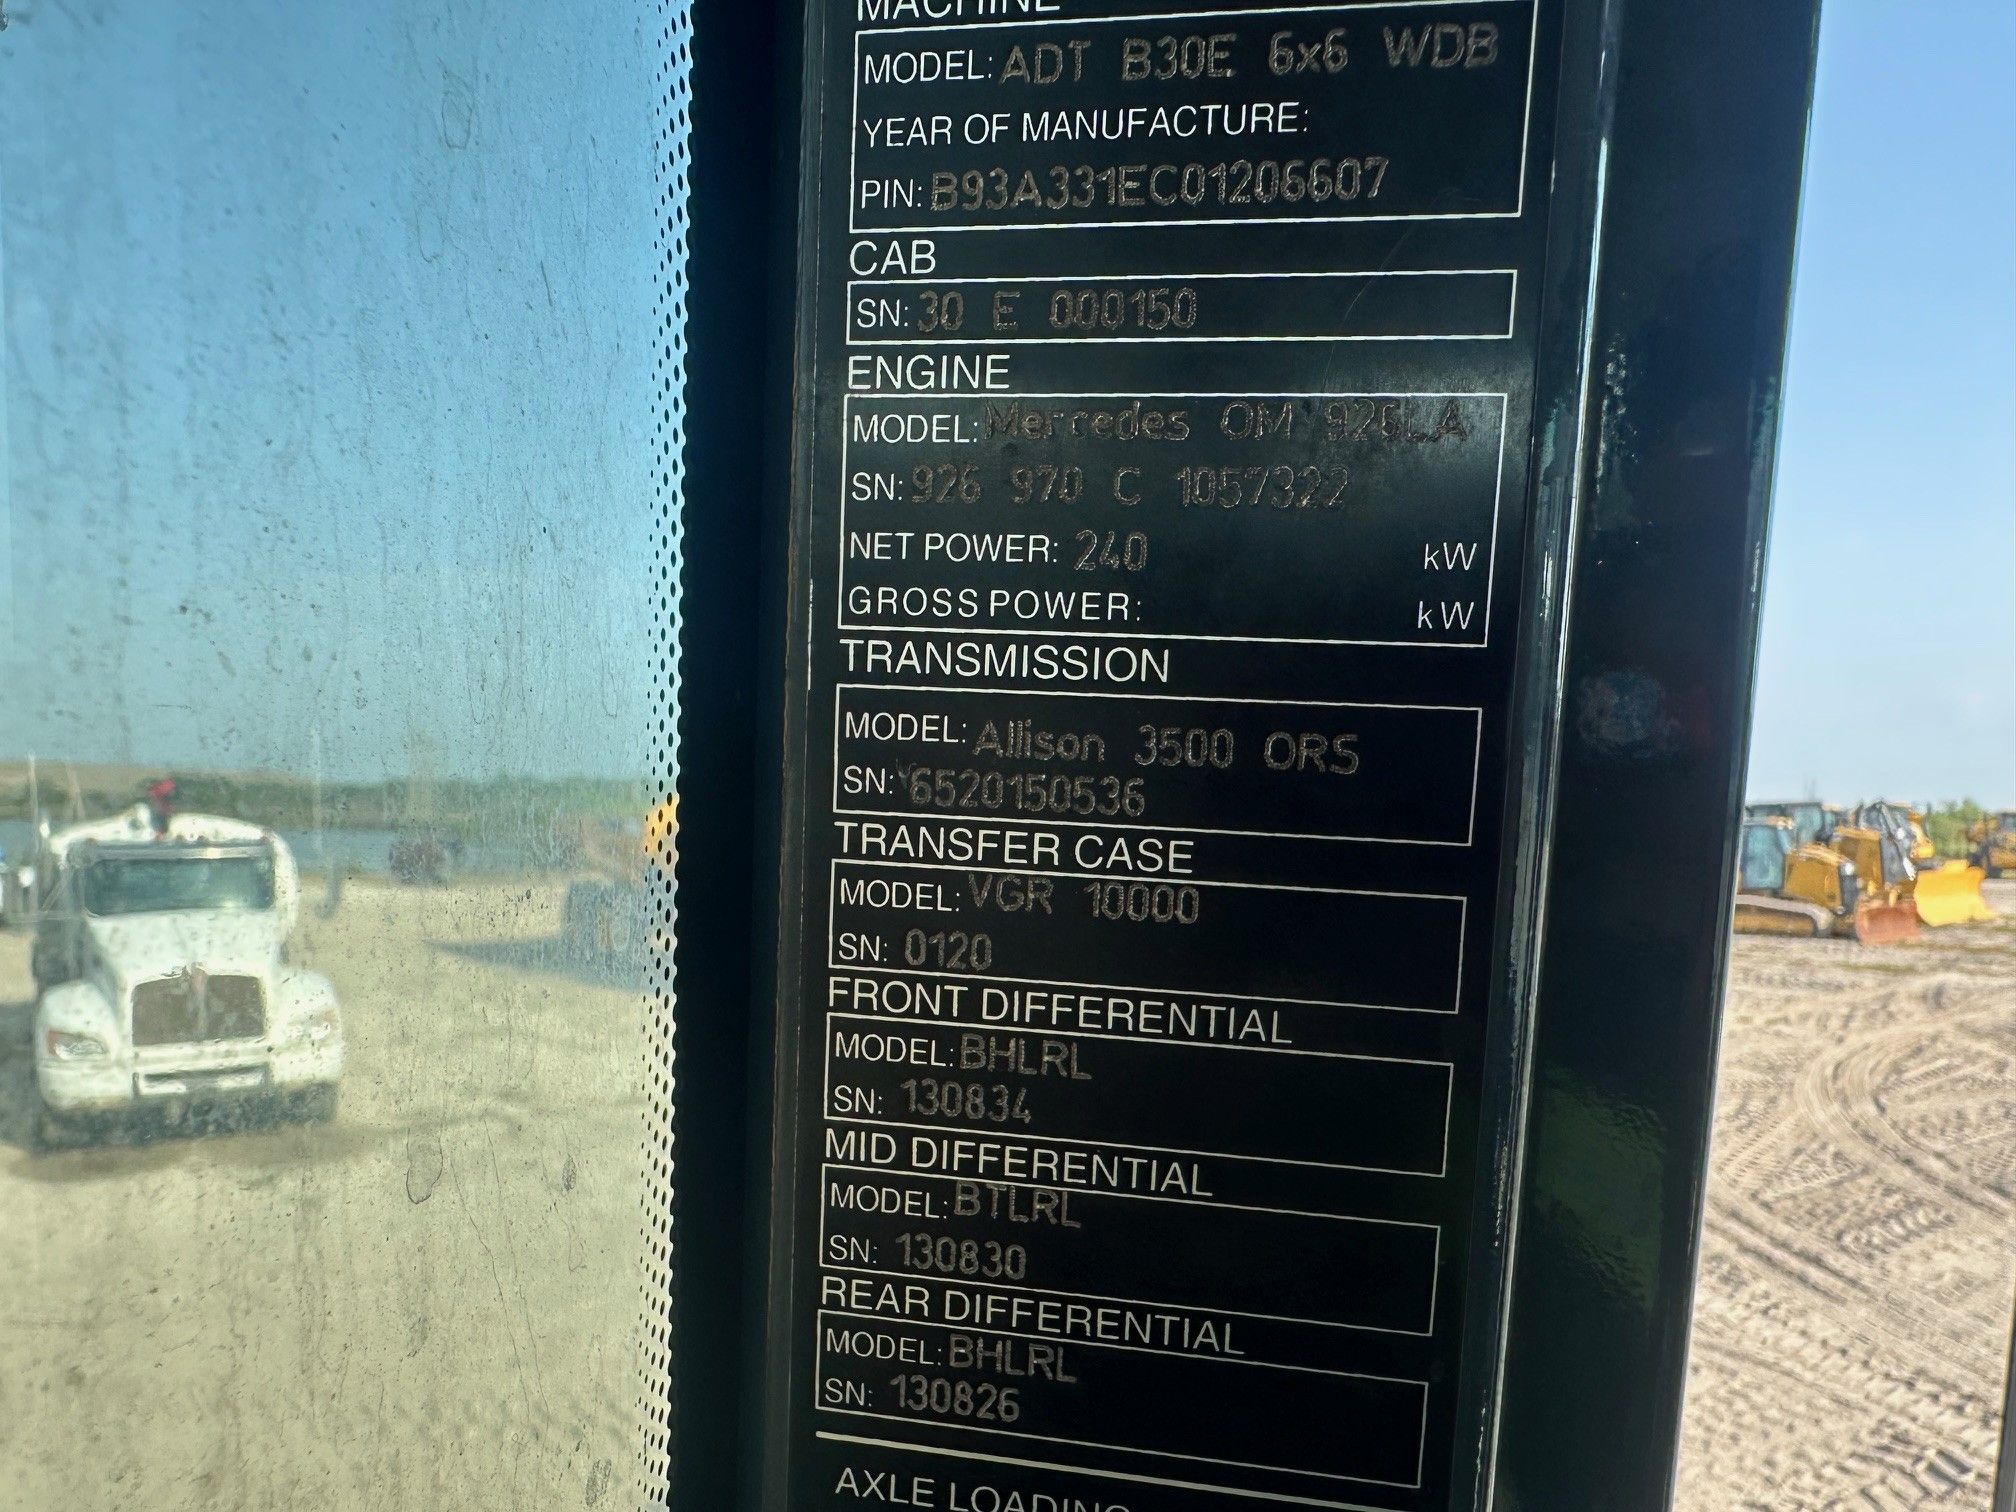 MACHINE
MODEL: ADT B30E 6x6 WDB
YEAR OF MANUFACTURE:
PIN: B93A331EC01206607
CAB
SN: 30 E 000150
ENGINE
MODEL: Mercedes OM 926LA
SN: 926 970 C 1057322
NET POWER: 240 kW
GROSS POWER: kW
TRANSMISSION
MODEL: Allison 3500 ORS
SN: 6520150536
TRANSFER CASE
MODEL: VGR 10000
SN: 0120
FRONT DIFFERENTIAL
MODEL: BHLRL
SN: 130834
MID DIFFERENTIAL
MODEL: BTLRL
SN: 130830
REAR DIFFERENTIAL
MODEL: BHLRL
SN: 130826
AXLE LOADING